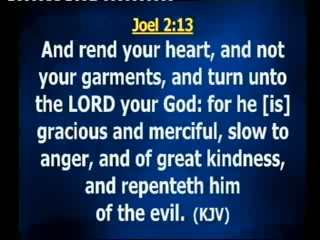 Joel 2:13
And rend your heart, and not
your garments, and turn unto
the LORD your God: for he [is]
gracious and merciful, slow to
anger, and of great kindness,
and repenteth him
of the evil. (KJV)